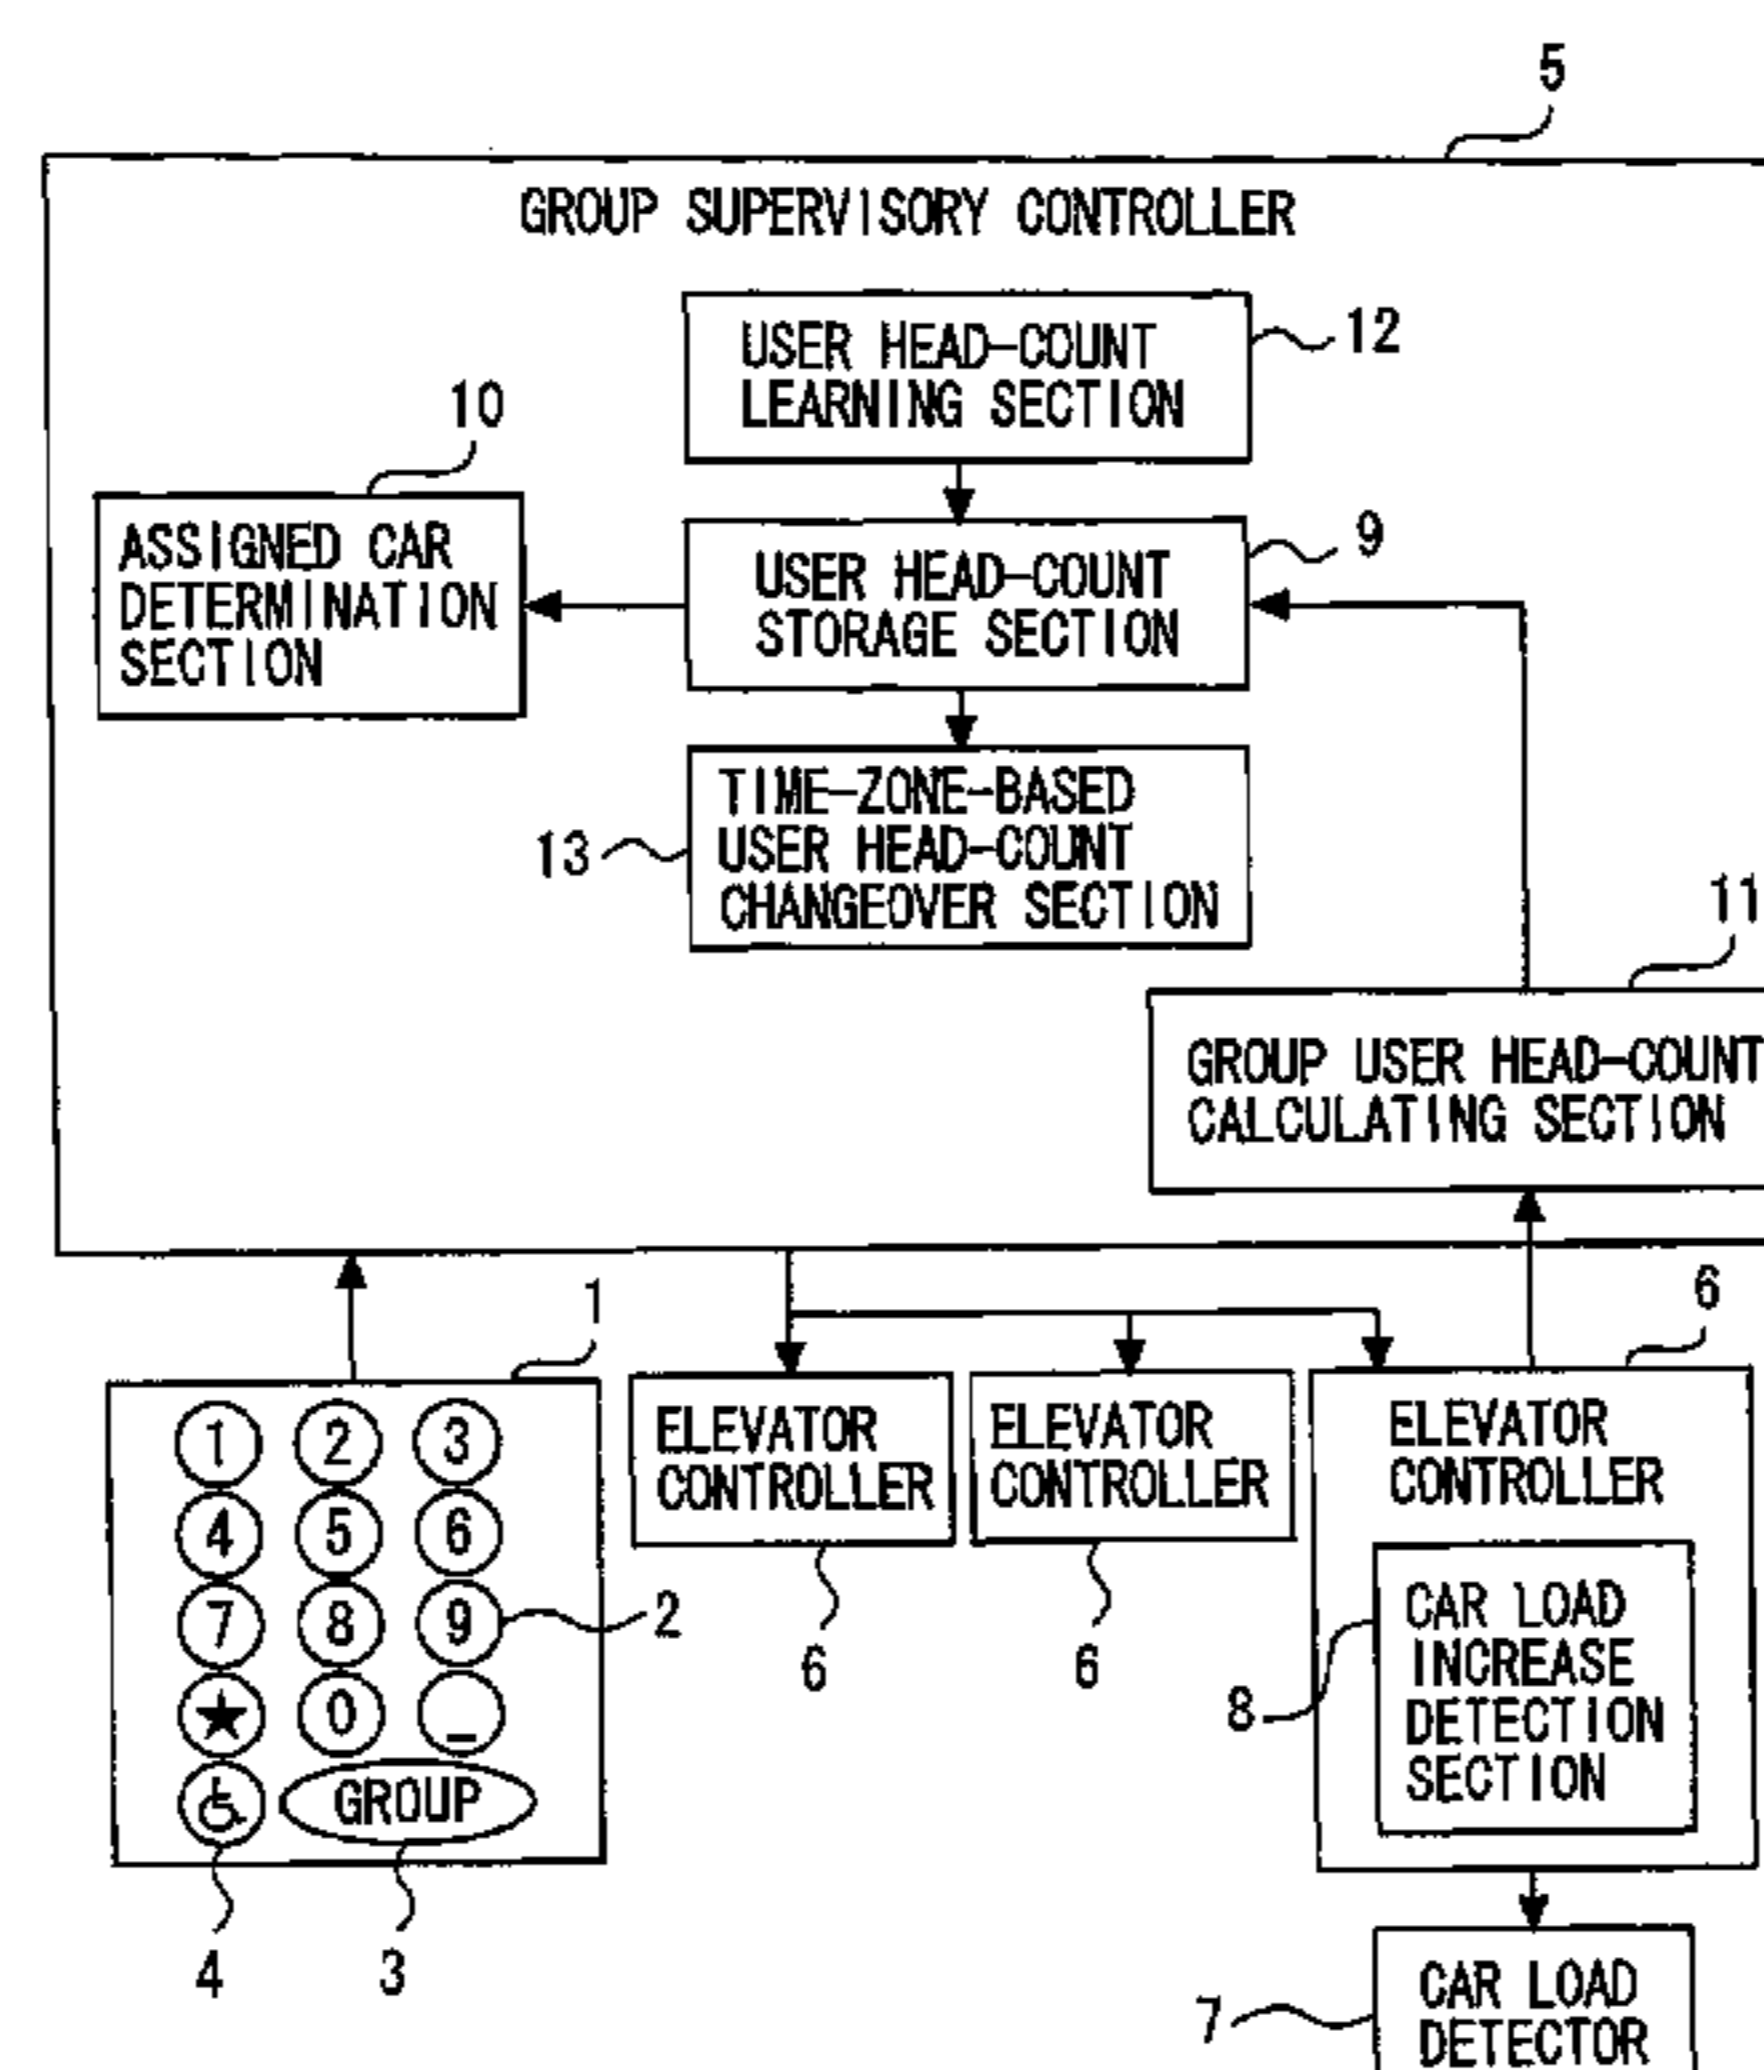 5
GROUP SUPERVISORY CONTROLLER
USER HEAD-COUNT
LEARNING SECTION
12
10
ASSIGNED CAR
DETERMINATION
SECTION
USER HEAD-COUNT
STORAGE SECTION
9
TIME-ZONE-BASED
USER HEAD-COUNT
CHANGEOVER SECTION
13
11
GROUP USER HEAD-COUNT
CALCULATING SECTION
1
6
1 2 3
4 5 6
7 8 9
★ 0 _
GROUP
2
4
3
ELEVATOR
CONTROLLER
6
ELEVATOR
CONTROLLER
6
ELEVATOR
CONTROLLER
CAR LOAD
INCREASE
DETECTION
SECTION
8
CAR LOAD
DETECTOR
7